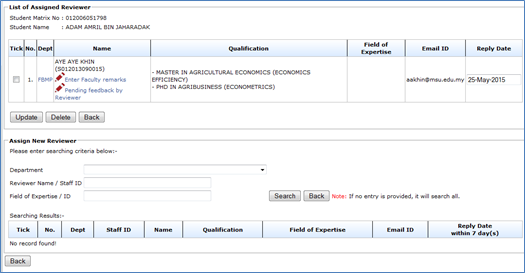 List of Assigned Reviewer
Student Matrix No : 012006051798
Student Name : ADAM AMRIL BIN JAHARADAK
Tick No. Dept Name Qualification Field of Expertise Email ID Reply Date
1. FBMP AYE AYE KHIN
(S012013090015)
Enter Faculty remarks
Pending feedback by Reviewer
- MASTER IN AGRICULTURAL ECONOMICS (ECONOMICS EFFICIENCY)
- PHD IN AGRIBUSINESS (ECONOMETRICS)
aakhin@msu.edu.my 25-May-2015
Update Delete Back
Assign New Reviewer
Please enter searching criteria below:-
Department
Reviewer Name / Staff ID
Field of Expertise / ID Search Back Note: If no entry is provided, it will search all.
Searching Results:-
Tick No. Dept Staff ID Name Qualification Field of Expertise Email ID Reply Date within 7 day(s)
No record found!
Back